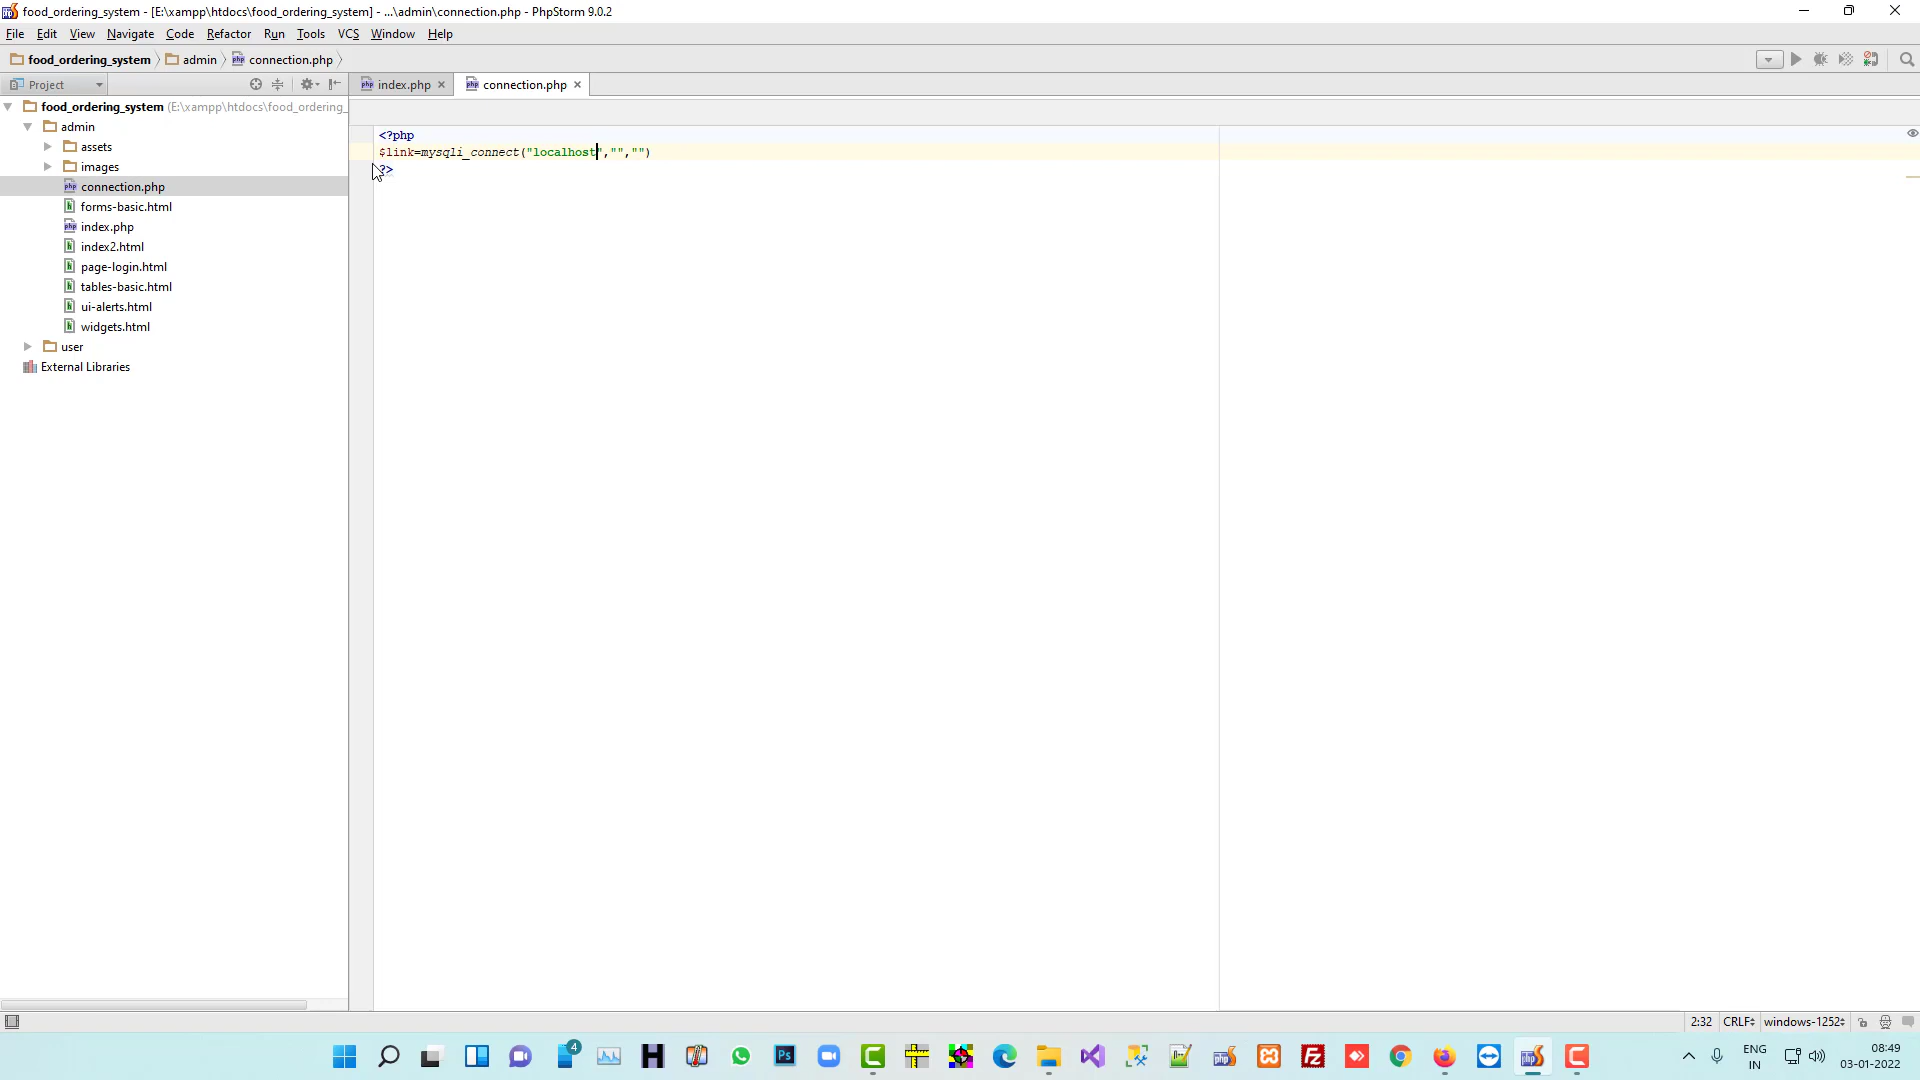 food_ordering_system - [E:\xampp\htdocs\food_ordering_system] - ...\admin\connection.php - PhpStorm 9.0.2
File Edit View Navigate Code Refactor Run Tools VCS Window Help
food_ordering_system admin connection.php
Project index.php connection.php
food_ordering_system (E:\xampp\htdocs\food_ordering_
admin
assets
images
connection.php
forms-basic.html
index.php
index2.html
page-login.html
tables-basic.html
ui-alerts.html
widgets.html
user
External Libraries
<?php
$link=mysqli_connect("localhost","","")
?>
2:32 CRLF windows-1252
4
H
Ps
php
Fz
ENG
IN
08:49
03-01-2022